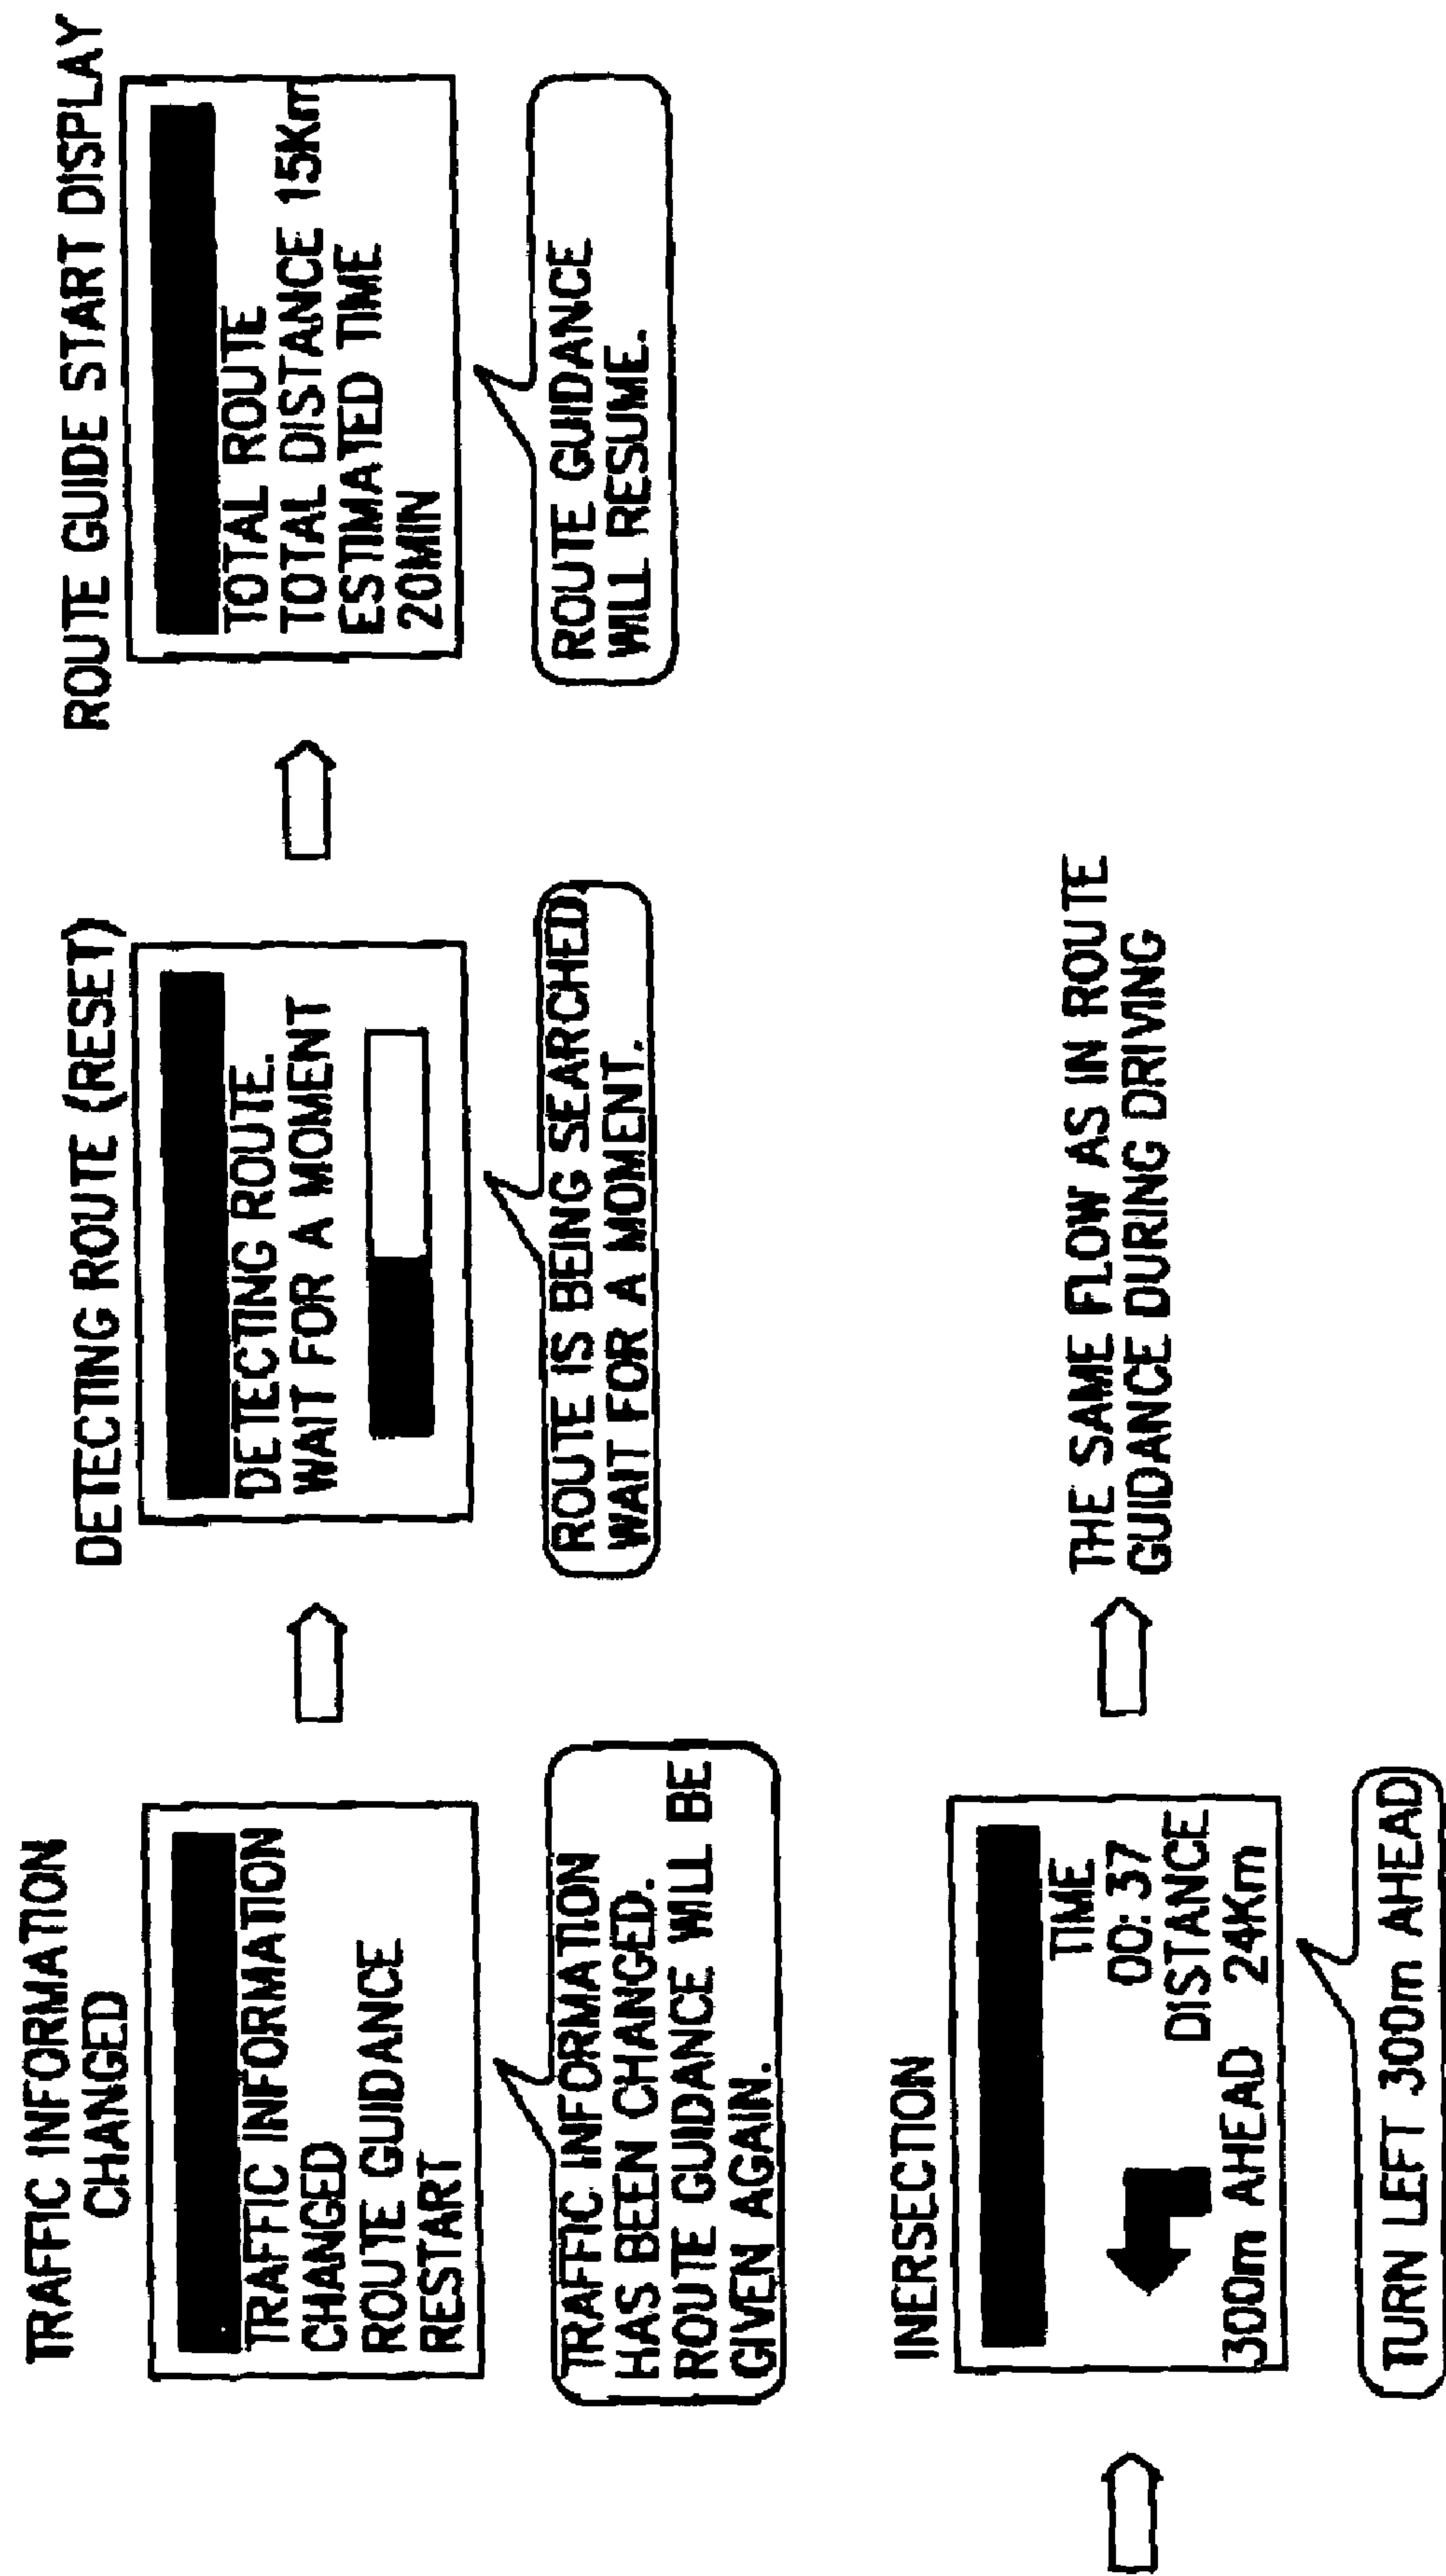 TRAFFIC INFORMATION
CHANGED
TRAFFIC INFORMATION
CHANGED
ROUTE GUIDANCE
RESTART
TRAFFIC INFORMATION
HAS BEEN CHANGED.
ROUTE GUIDANCE WILL BE
GIVEN AGAIN.
DETECTING ROUTE (RESET)
DETECTING ROUTE.
WAIT FOR A MOMENT
ROUTE IS BEING SEARCHED.
WAIT FOR A MOMENT.
ROUTE GUIDE START DISPLAY
TOTAL ROUTE
TOTAL DISTANCE 15Km
ESTIMATED TIME
20MIN
ROUTE GUIDANCE
WILL RESUME.
INERSECTION
TIME
00:37
DISTANCE
300m AHEAD 24Km
TURN LEFT 300m AHEAD
THE SAME FLOW AS IN ROUTE
GUIDANCE DURING DRIVING